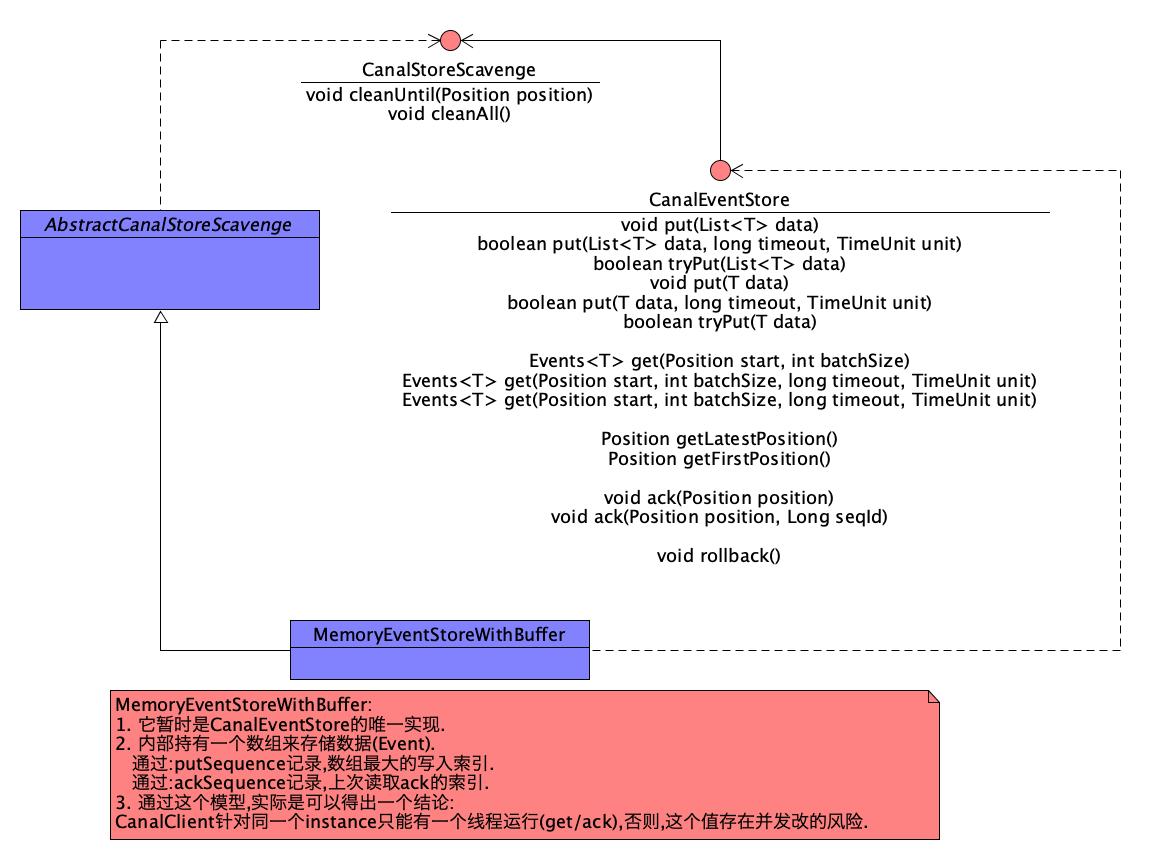 CanalStoreScavenge
void cleanUntil(Position position)
void cleanAll()
CanalEventStore
void put(List<T> data)
boolean put(List<T> data, long timeout, TimeUnit unit)
boolean tryPut(List<T> data)
void put(T data)
boolean put(T data, long timeout, TimeUnit unit)
boolean tryPut(T data)
Events<T> get(Position start, int batchSize)
Events<T> get(Position start, int batchSize, long timeout, TimeUnit unit)
Events<T> get(Position start, int batchSize, long timeout, TimeUnit unit)
Position getLatestPosition()
Position getFirstPosition()
void ack(Position position)
void ack(Position position, Long seqId)
void rollback()
AbstractCanalStoreScavenge
MemoryEventStoreWithBuffer
MemoryEventStoreWithBuffer:
1. 它暂时是CanalEventStore的唯一实现.
2. 内部持有一个数组来存储数据(Event).
通过:putSequence记录,数组最大的写入索引.
通过:ackSequence记录,上次读取ack的索引.
3. 通过这个模型,实际是可以得出一个结论:
CanalClient针对同一个instance只能有一个线程运行(get/ack),否则,这个值存在并发改的风险.